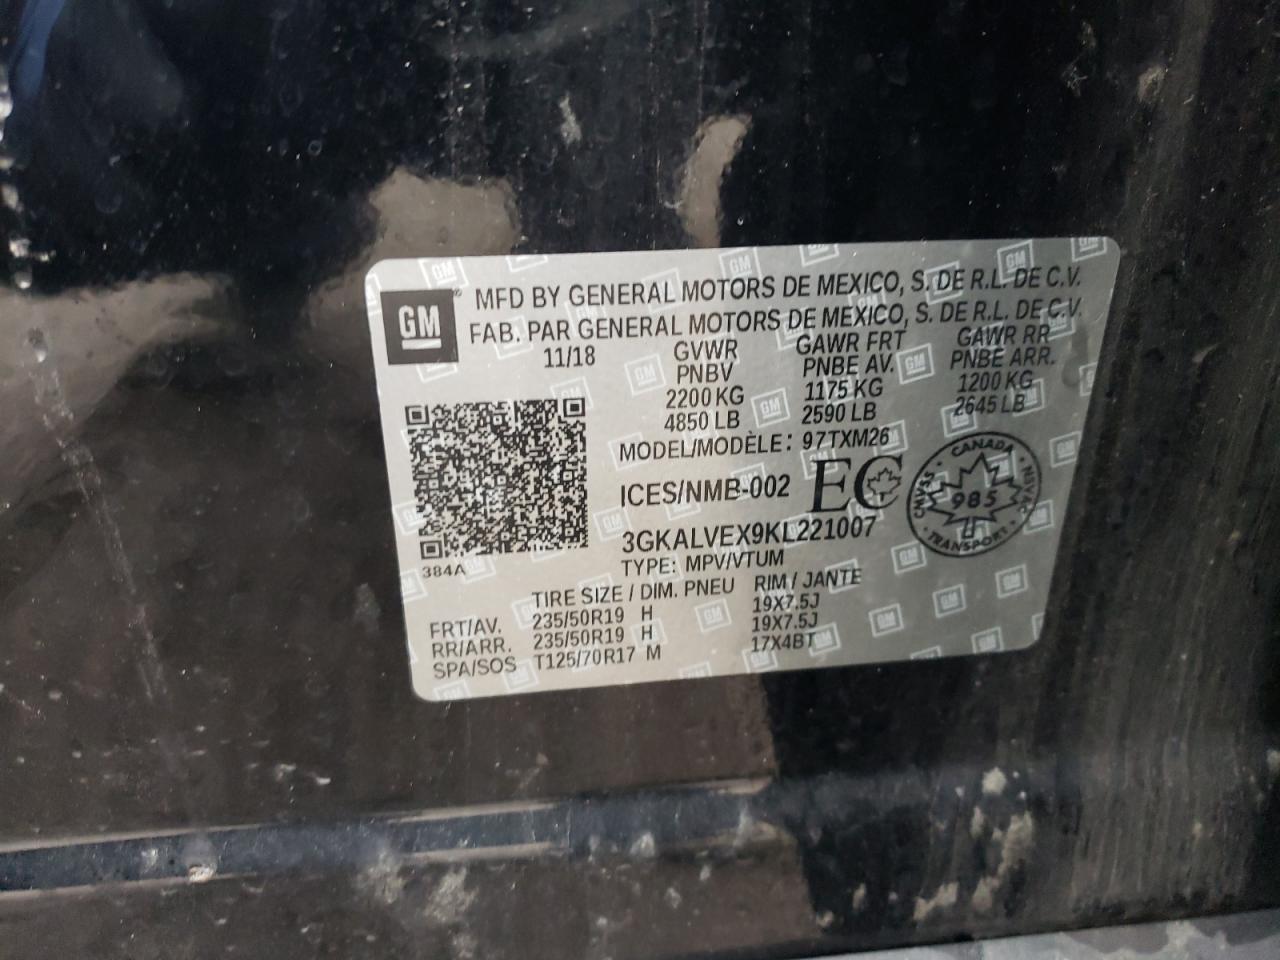 GM
MFD BY GENERAL MOTORS DE MEXICO, S. DE R.L. DE C.V.
FAB. PAR GENERAL MOTORS DE MEXICO, S. DE R.L. DE C.V.
11/18 GVWR GAWR FRT GAWR RR
PNBV PNBE AV. PNBE ARR.
2200 KG 1175 KG 1200 KG
4850 LB 2590 LB 2645 LB
MODEL/MODÈLE: 97TXM26
ICES/NMB-002 EC
CANADA
CMVSS NSVAC
985
TRANSPORT
3GKALVEX9KL221007
TYPE: MPV/VTUM
384A
TIRE SIZE / DIM. PNEU RIM / JANTE
FRT/AV. 235/50R19 H 19X7.5J
RR/ARR. 235/50R19 H 19X7.5J
SPA/SOS T125/70R17 M 17X4BT